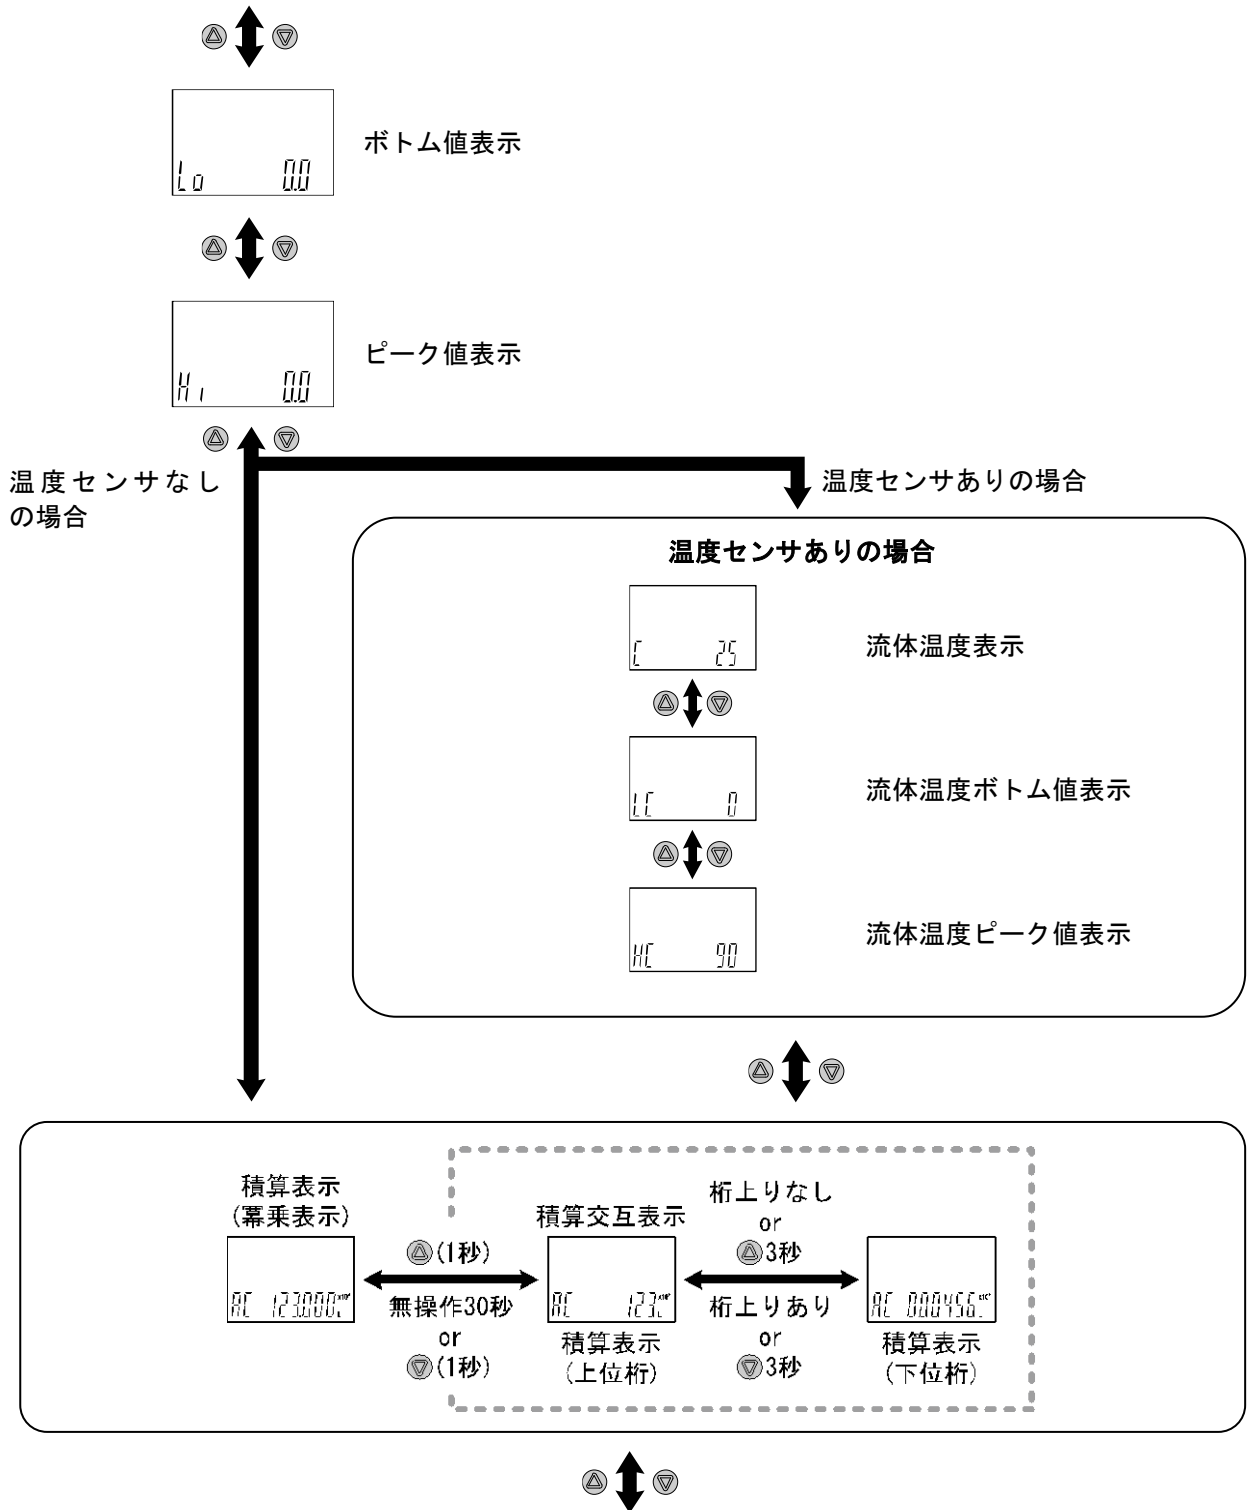 Lo 0.0
ボトム値表示
Hi 0.0
ピーク値表示
温度センサなし
の場合
温度センサありの場合
温度センサありの場合
C 25
流体温度表示
LC 0
流体温度ボトム値表示
HC 90
流体温度ピーク値表示
積算表示
(冪乗表示)
AC 123.000
(1秒)
無操作30秒
or
(1秒)
積算交互表示
AC 123
積算表示
(上位桁)
桁上りなし
or
3秒
桁上りあり
or
3秒
AC 000456
積算表示
(下位桁)